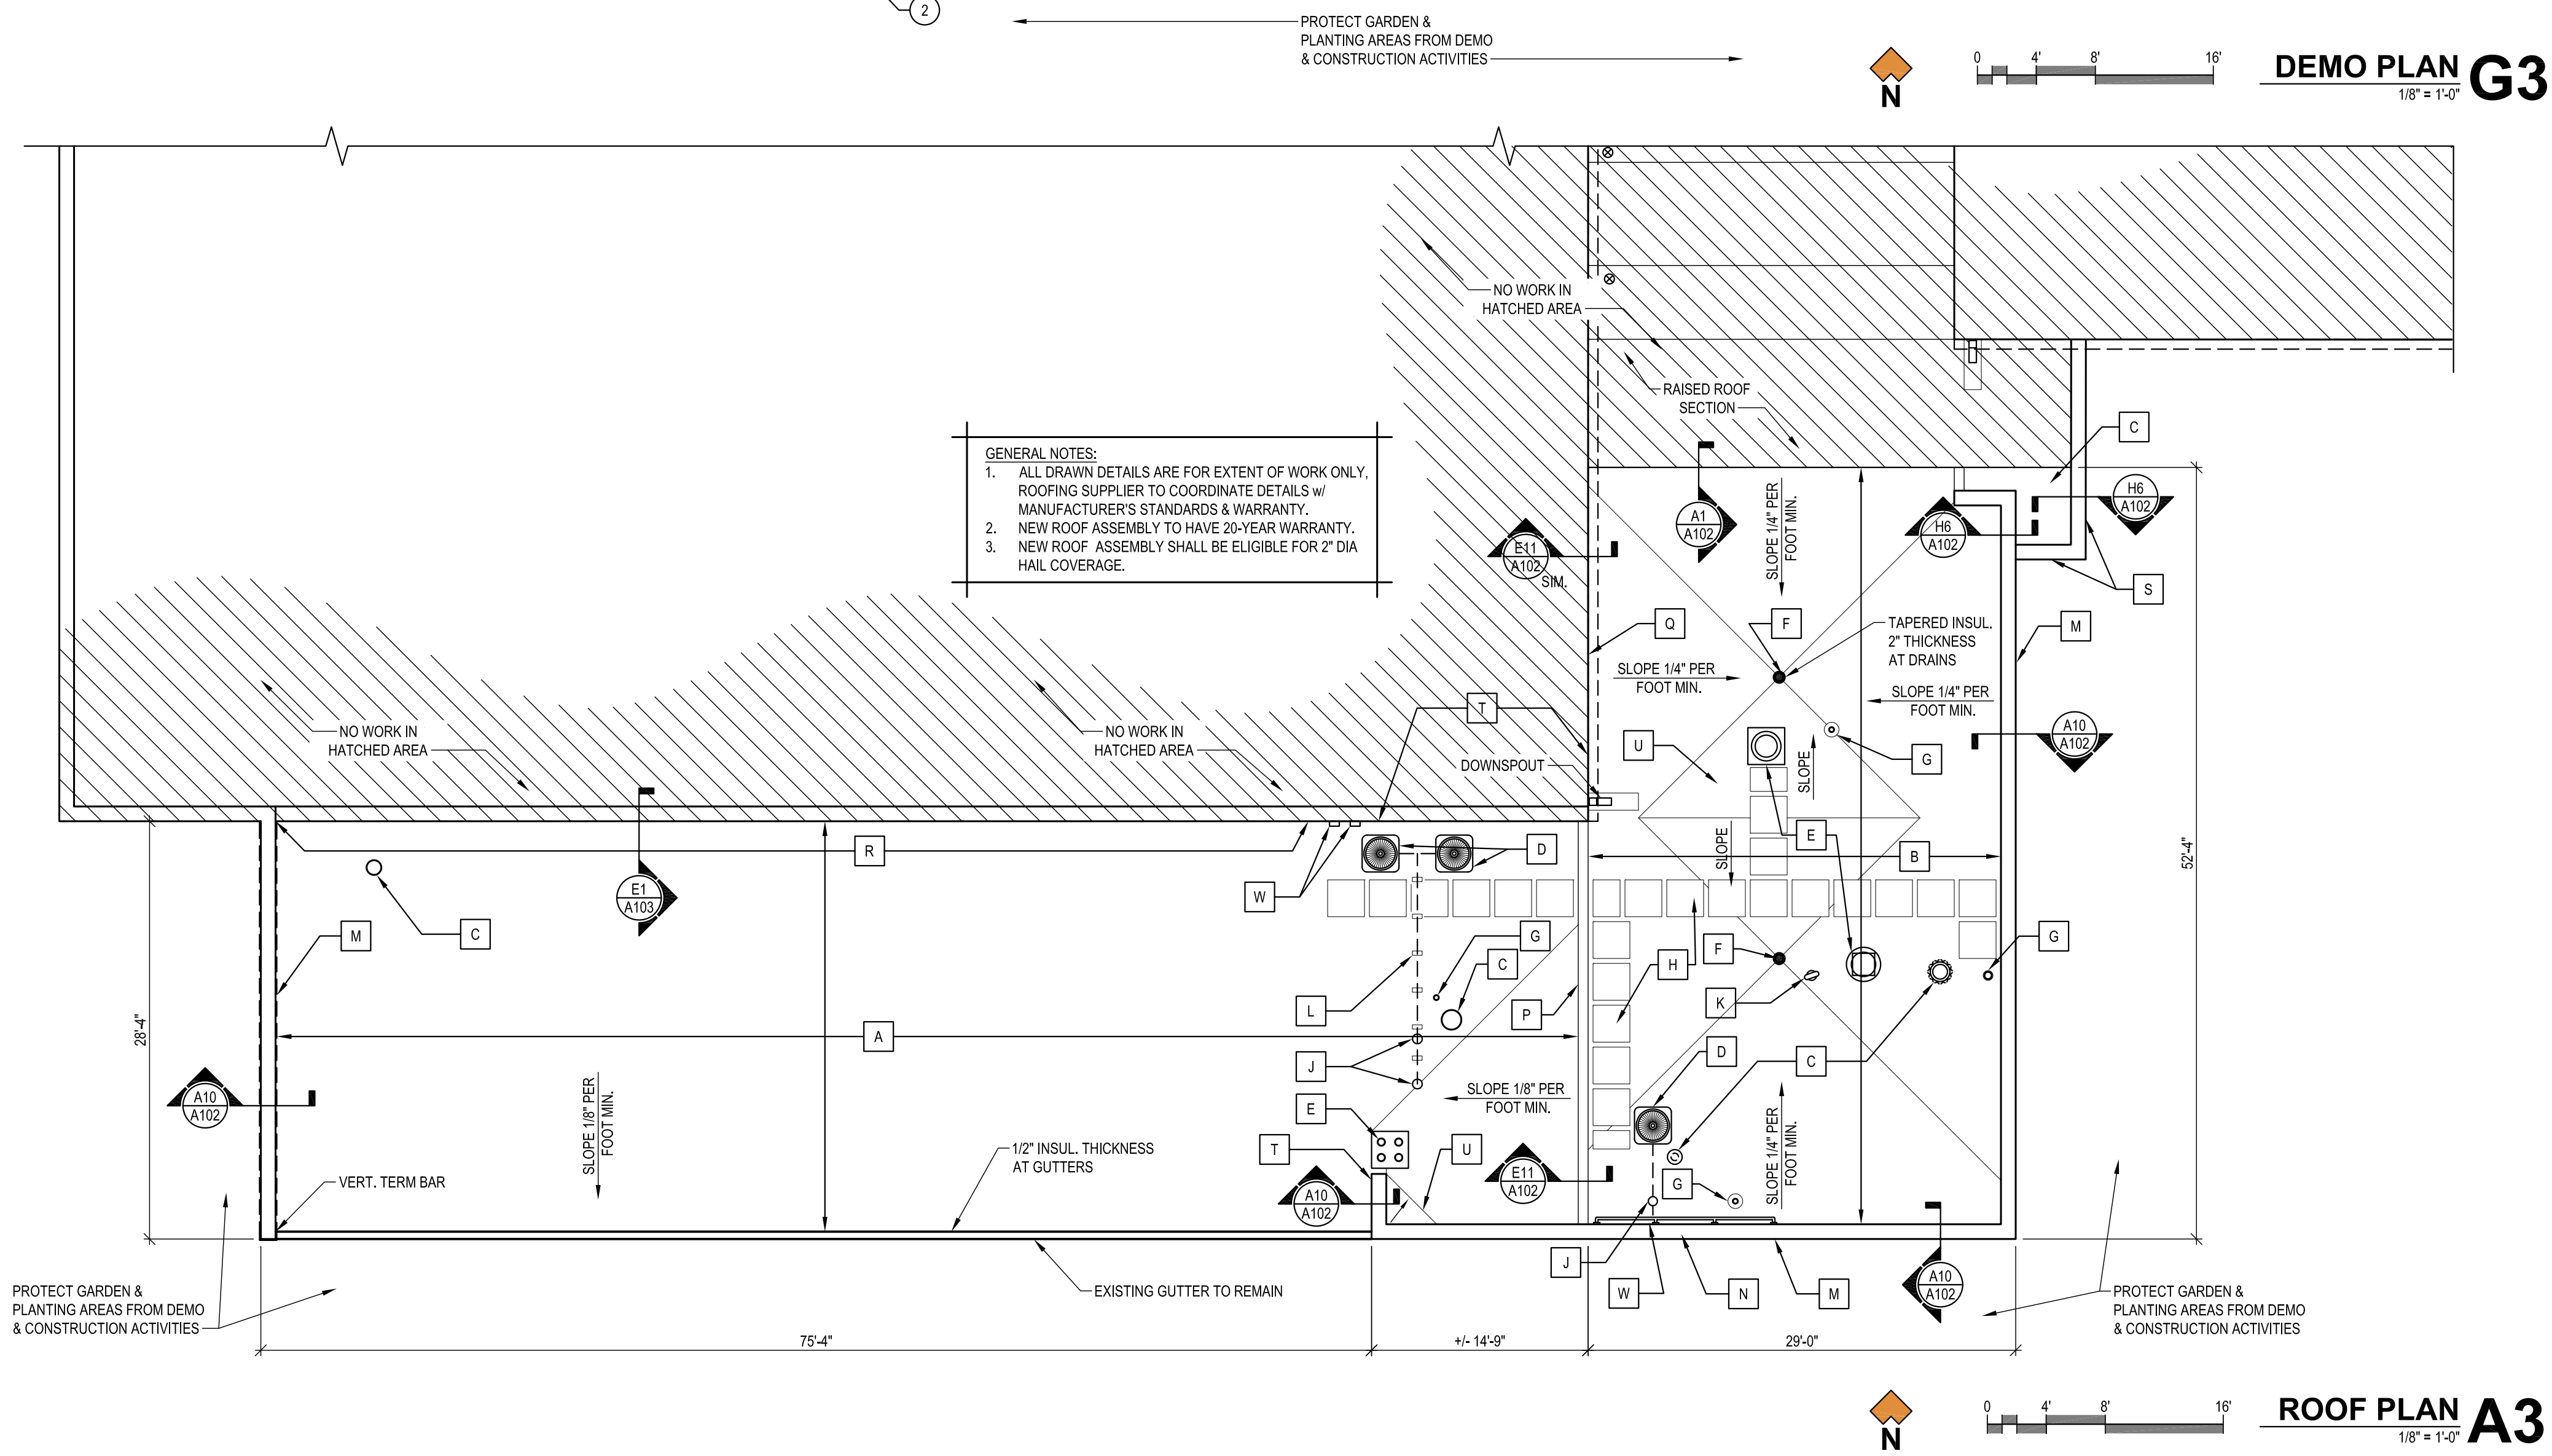 2
PROTECT GARDEN &
PLANTING AREAS FROM DEMO
& CONSTRUCTION ACTIVITIES
N
0 4' 8' 16'
DEMO PLAN G3
1/8" = 1'-0"
NO WORK IN
HATCHED AREA
RAISED ROOF
SECTION
GENERAL NOTES:
1. ALL DRAWN DETAILS ARE FOR EXTENT OF WORK ONLY,
ROOFING SUPPLIER TO COORDINATE DETAILS w/
MANUFACTURER'S STANDARDS & WARRANTY.
2. NEW ROOF ASSEMBLY TO HAVE 20-YEAR WARRANTY.
3. NEW ROOF ASSEMBLY SHALL BE ELIGIBLE FOR 2" DIA
HAIL COVERAGE.
C
H6
A102
H6
A102
A1
A102
SLOPE 1/4" PER
FOOT MIN.
E11
A102
SIM.
S
Q
F
M
TAPERED INSUL.
2" THICKNESS
AT DRAINS
SLOPE 1/4" PER
FOOT MIN.
SLOPE 1/4" PER
FOOT MIN.
T
A10
A102
NO WORK IN
HATCHED AREA
NO WORK IN
HATCHED AREA
U
G
DOWNSPOUT
SLOPE
E
SLOPE
R
D
B
52'-4"
E1
A103
W
M
C
G
C
F
H
G
K
L
P
28'-4"
A
J
D
C
SLOPE 1/8" PER
FOOT MIN.
A10
A102
SLOPE 1/8" PER
FOOT MIN.
E
SLOPE 1/4" PER
FOOT MIN.
1/2" INSUL. THICKNESS
AT GUTTERS
T
U
E11
A102
G
VERT. TERM BAR
A10
A102
J
W
N
M
A10
A102
EXISTING GUTTER TO REMAIN
PROTECT GARDEN &
PLANTING AREAS FROM DEMO
& CONSTRUCTION ACTIVITIES
PROTECT GARDEN &
PLANTING AREAS FROM DEMO
& CONSTRUCTION ACTIVITIES
75'-4"
+/- 14'-9"
29'-0"
N
0 4' 8' 16'
ROOF PLAN A3
1/8" = 1'-0"